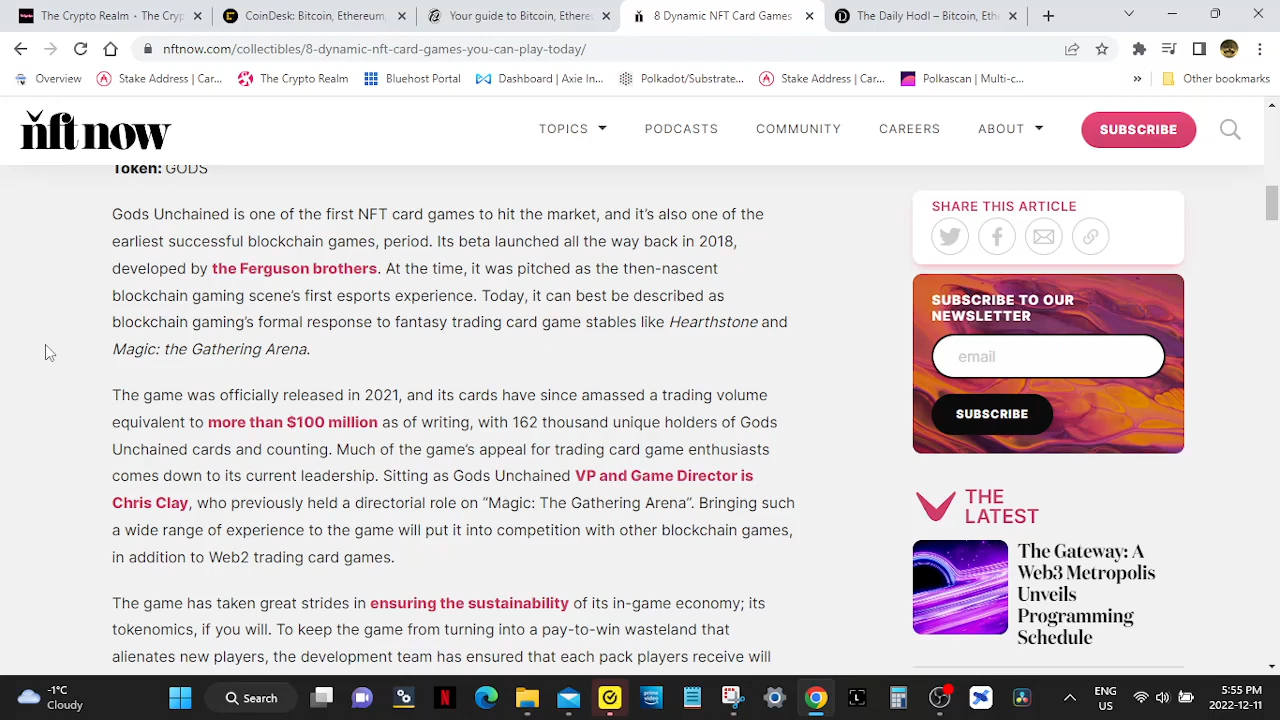 The Crypto Realm - The Cryp
CoinDesk: Bitcoin, Ethereum,
Your guide to Bitcoin, Ethere
8 Dynamic NFT Card Games
The Daily Hodl – Bitcoin, Eth
nftnow.com/collectibles/8-dynamic-nft-card-games-you-can-play-today/
Overview
Stake Address | Car...
The Crypto Realm
Bluehost Portal
Dashboard | Axie In...
Polkadot/Substrate...
Stake Address | Car...
Polkascan | Multi-c...
»
Other bookmarks
nft now
TOPICS
PODCASTS
COMMUNITY
CAREERS
ABOUT
SUBSCRIBE
Token: GODS
Gods Unchained is one of the first NFT card games to hit the market, and it's also one of the
earliest successful blockchain games, period. Its beta launched all the way back in 2018,
developed by the Ferguson brothers. At the time, it was pitched as the then-nascent
blockchain gaming scene's first esports experience. Today, it can best be described as
blockchain gaming's formal response to fantasy trading card game stables like Hearthstone and
Magic: the Gathering Arena.
The game was officially released in 2021, and its cards have since amassed a trading volume
equivalent to more than $100 million as of writing, with 162 thousand unique holders of Gods
Unchained cards and counting. Much of the game's appeal for trading card game enthusiasts
comes down to its current leadership. Sitting as Gods Unchained VP and Game Director is
Chris Clay, who previously held a directorial role on "Magic: The Gathering Arena". Bringing such
a wide range of experience to the game will put it into competition with other blockchain games,
in addition to Web2 trading card games.
The game has taken great strides in ensuring the sustainability of its in-game economy; its
tokenomics, if you will. To keep the game from turning into a pay-to-win wasteland that
alienates new players, the development team has ensured that each pack players receive will
SHARE THIS ARTICLE
SUBSCRIBE TO OUR
NEWSLETTER
email
SUBSCRIBE
THE
LATEST
The Gateway: A
Web3 Metropolis
Unveils
Programming
Schedule
-1°C
Cloudy
Search
ENG
US
5:55 PM
2022-12-11